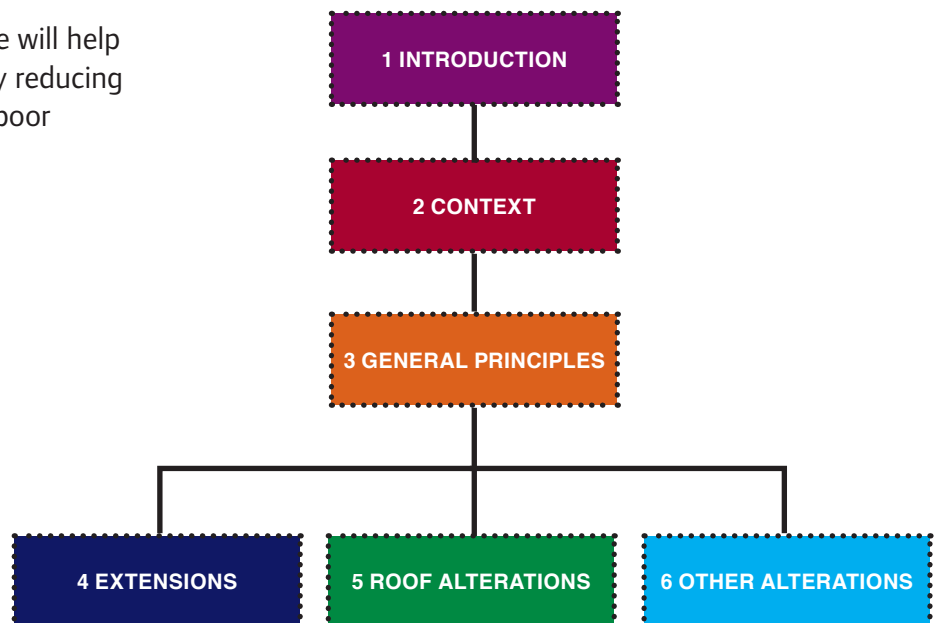 e will help
y reducing
poor
1 INTRODUCTION
2 CONTEXT
3 GENERAL PRINCIPLES
4 EXTENSIONS
5 ROOF ALTERATIONS
6 OTHER ALTERATIONS